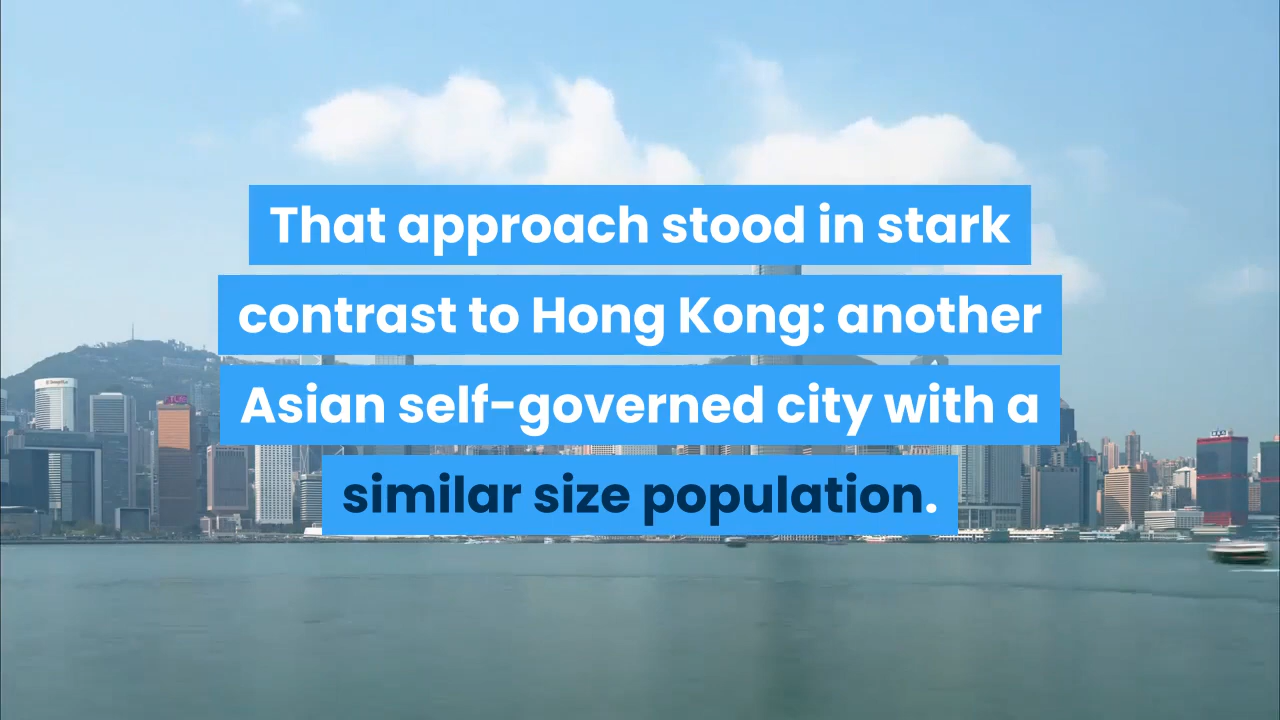 That approach stood in stark
contrast to Hong Kong: another
Asian self-governed city with a
similar size population.